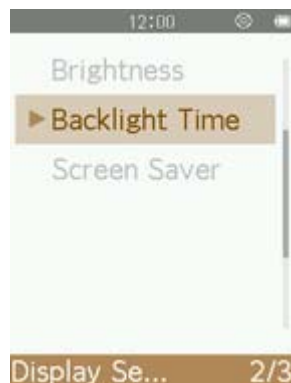 12:00
Brightness
Backlight Time
Screen Saver
Display Se... 2/3